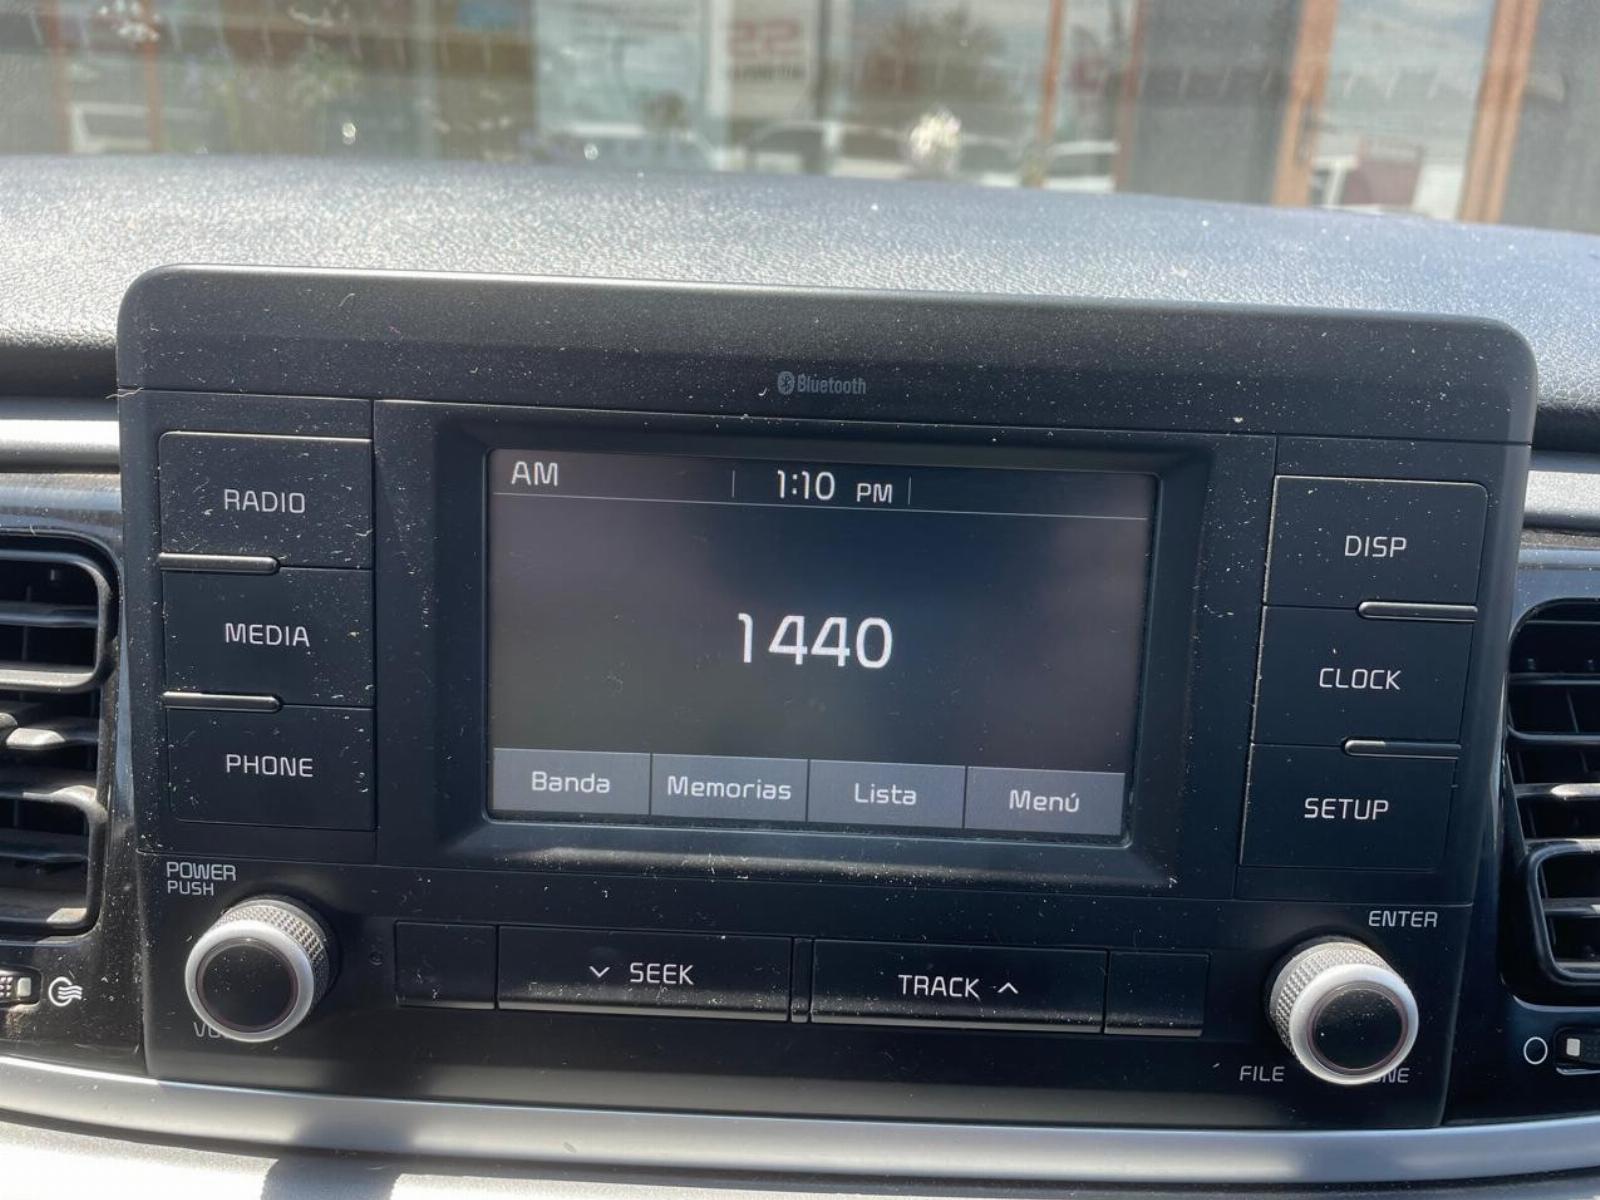 Bluetooth
AM 1:10 PM
RADIO
DISP
1440
MEDIA
CLOCK
PHONE
Banda Memorias Lista Menú
SETUP
POWER
PUSH
ENTER
SEEK
TRACK
FILE